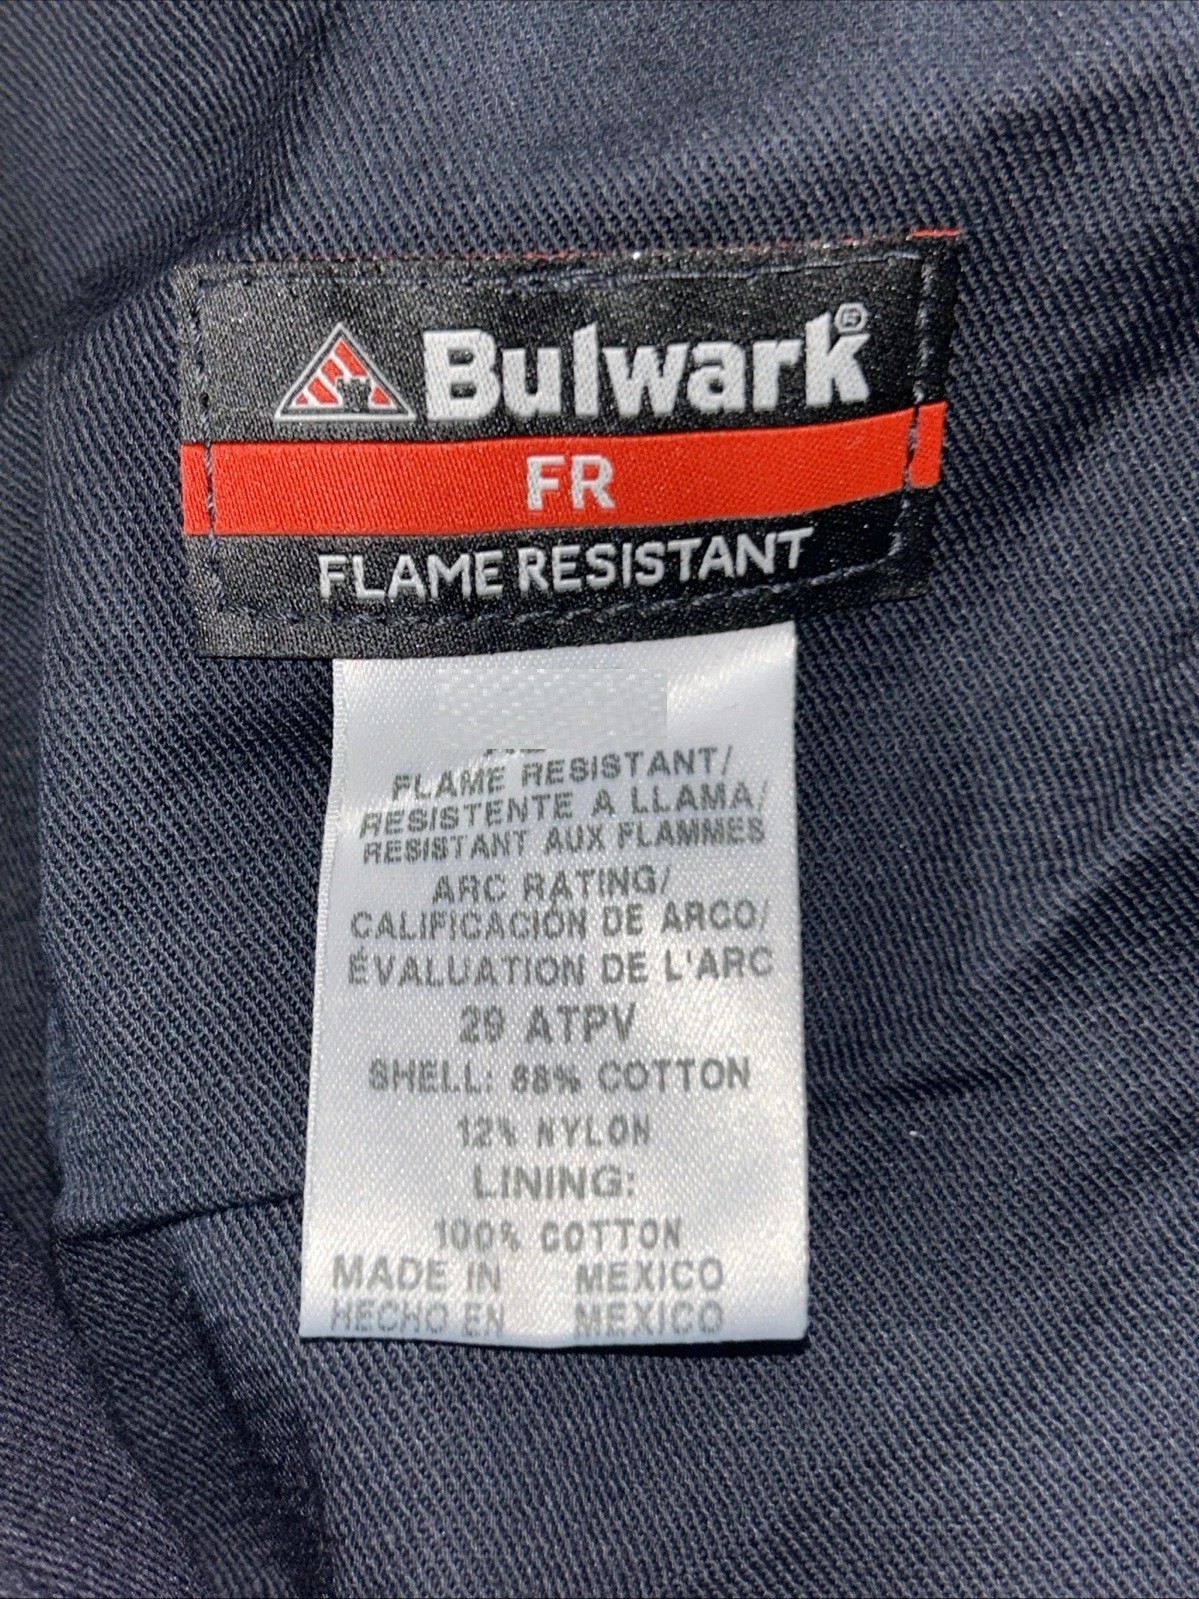 Bulwark®
FR
FLAME RESISTANT
FLAME RESISTANT/
RESISTENTE A LLAMA/
RESISTANT AUX FLAMMES
ARC RATING/
CALIFICACIÓN DE ARCO/
ÉVALUATION DE L'ARC
29 ATPV
SHELL: 88% COTTON
12% NYLON
LINING:
100% COTTON
MADE IN MEXICO
HECHO EN MEXICO